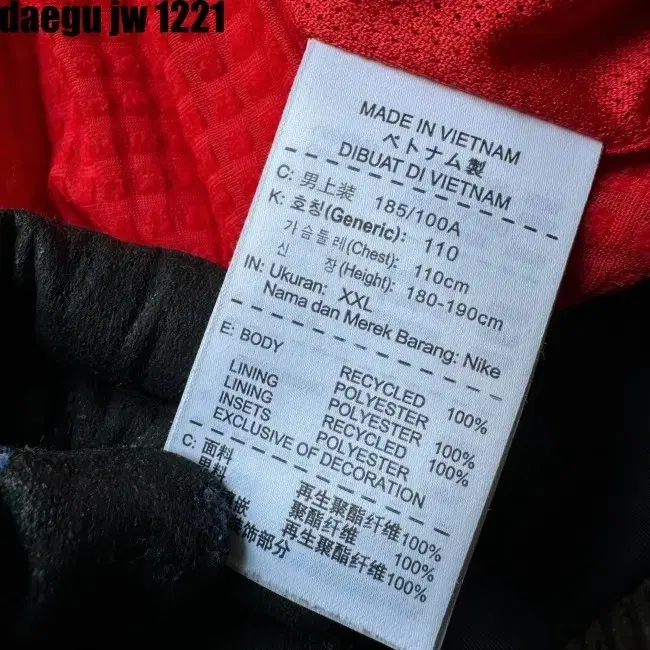 daegu jw 1221
MADE IN VIETNAM
ベトナム製
DIBUAT DI VIETNAM
C: 男上装 185/100A
K: 호칭(Generic): 110
가슴둘레(Chest): 110cm
신 장(Height): 180-190cm
IN: Ukuran: XXL
Nama dan Merek Barang: Nike
E: BODY RECYCLED
POLYESTER 100%
LINING POLYESTER 100%
LINING RECYCLED
INSETS POLYESTER 100%
EXCLUSIVE OF DECORATION
C: 面料 再生聚酯纤维100%
聚酯纤维100%
嵌 再生聚酯纤维100%
饰部分